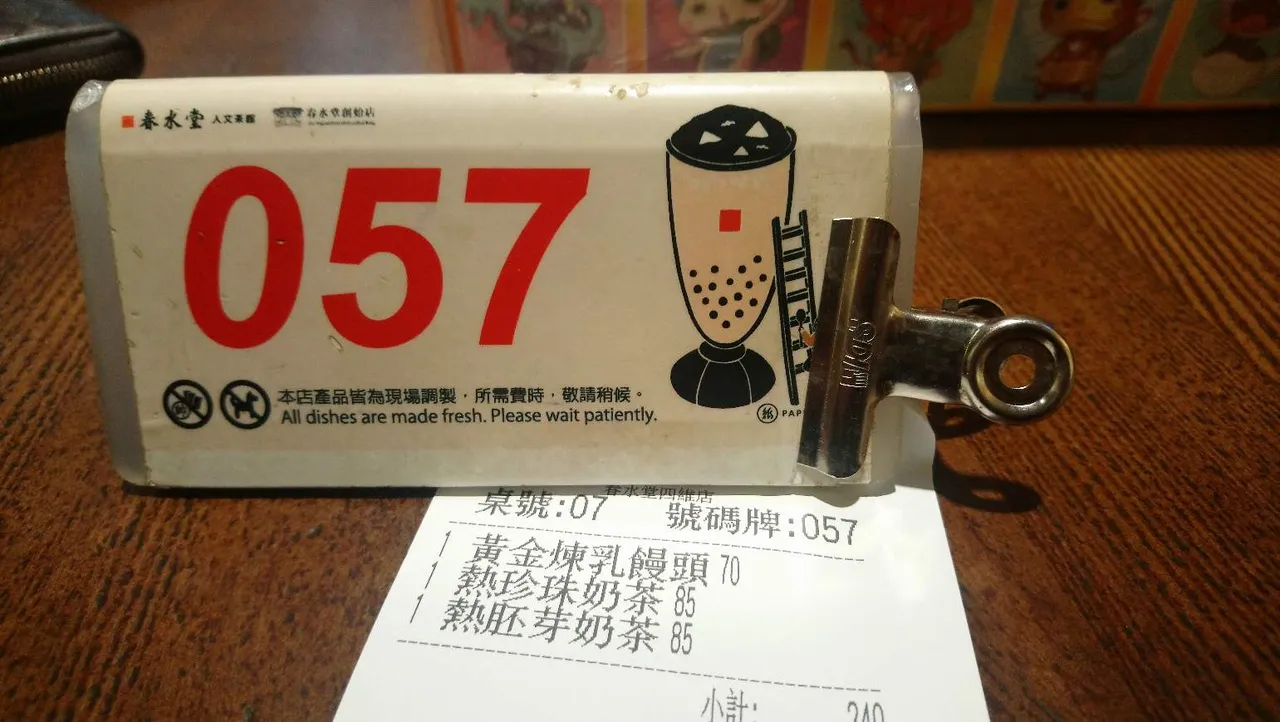 春水堂 人文茶館 春水堂創始店
057
本店產品皆為現場調製,所需費時,敬請稍候。
All dishes are made fresh. Please wait patiently.
春水堂四維店
桌號:07 號碼牌:057
1 黃金煉乳饅頭 70
1 熱珍珠奶茶 85
1 熱胚芽奶茶 85
小計: 240